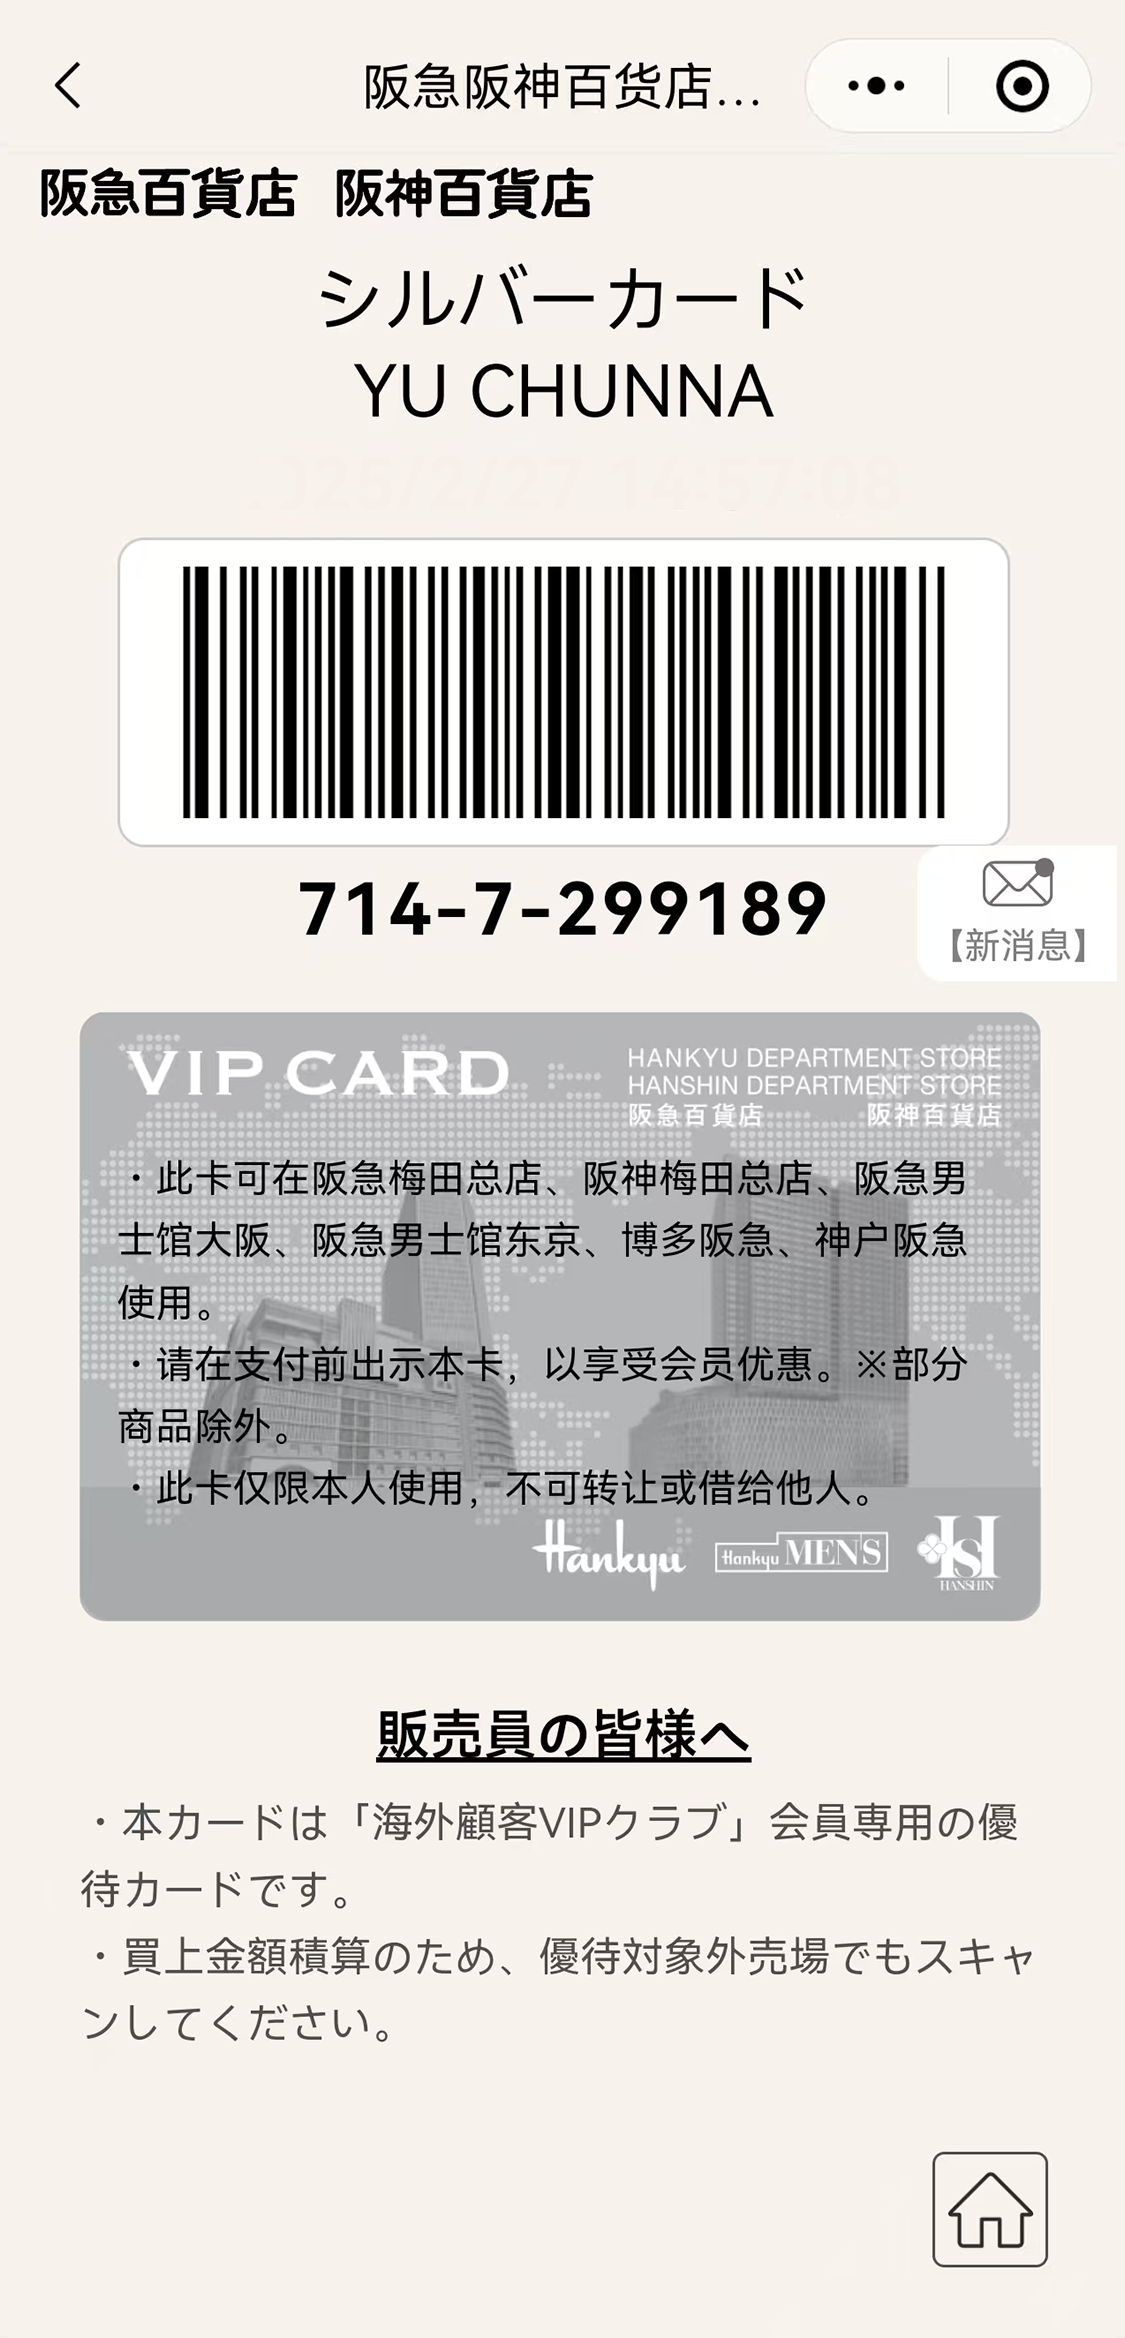 阪急阪神百货店...
阪急百貨店 阪神百貨店
シルバーカード
YU CHUNNA
2025/2/27 14:57:08
714-7-299189
【新消息】
VIP CARD
HANKYU DEPARTMENT STORE
HANSHIN DEPARTMENT STORE
阪急百貨店 阪神百貨店
・此卡可在阪急梅田总店、阪神梅田总店、阪急男
士馆大阪、阪急男士馆东京、博多阪急、神户阪急
使用。
・请在支付前出示本卡，以享受会员优惠。※部分
商品除外。
・此卡仅限本人使用，不可转让或借给他人。
Hankyu Hankyu MEN'S HANSHIN
販売員の皆様へ
・本カードは「海外顧客VIPクラブ」会員専用の優
待カードです。
・買上金額積算のため、優待対象外売場でもスキャ
ンしてください。